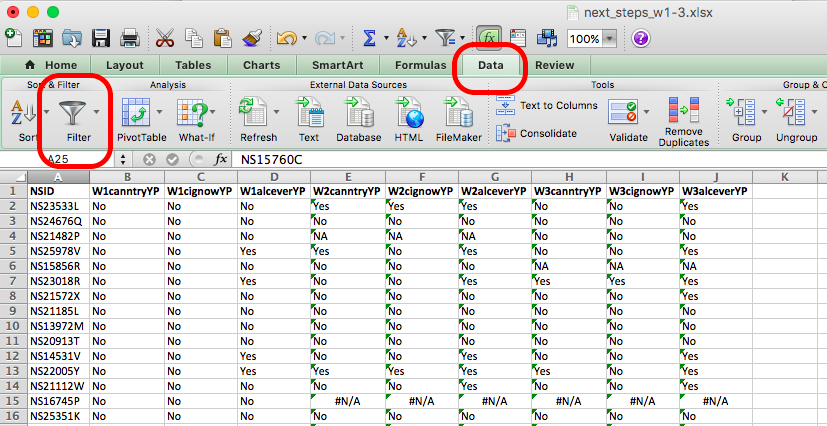 next_steps_w1-3.xlsx
Σ A Z fx 100%
Home Layout Tables Charts SmartArt Formulas Data Review
Sort & Filter Analysis External Data Sources Tools Group & O
Sort Filter PivotTable What-If Refresh Text Database HTML FileMaker Text to Columns Consolidate Validate Remove Duplicates Group Ungroup
A25 fx NS15760C
A B C D E F G H I J K L
1 NSID W1canntryYP W1cignowYP W1alceverYP W2canntryYP W2cignowYP W2alceverYP W3canntryYP W3cignowYP W3alceverYP
2 NS23533L No No No Yes Yes Yes No No Yes
3 NS24676Q No No No No No No No No No
4 NS21482P No No No NA NA NA No No No
5 NS25978V No No Yes Yes No Yes No No Yes
6 NS15856R No No No No No No NA NA NA
7 NS23018R No No Yes No No Yes Yes Yes Yes
8 NS21572X No No No No No No No No Yes
9 NS21185L No No No No No No No No No
10 NS13972M No No No No No No No No No
11 NS20913T No No No No No No No No No
12 NS14531V No No Yes No No Yes No No Yes
13 NS22005Y No No Yes Yes Yes Yes Yes No Yes
14 NS21112W No No No No No Yes No No Yes
15 NS16745P No No No #N/A #N/A #N/A #N/A #N/A #N/A
16 NS25351K No No No No No No No No No